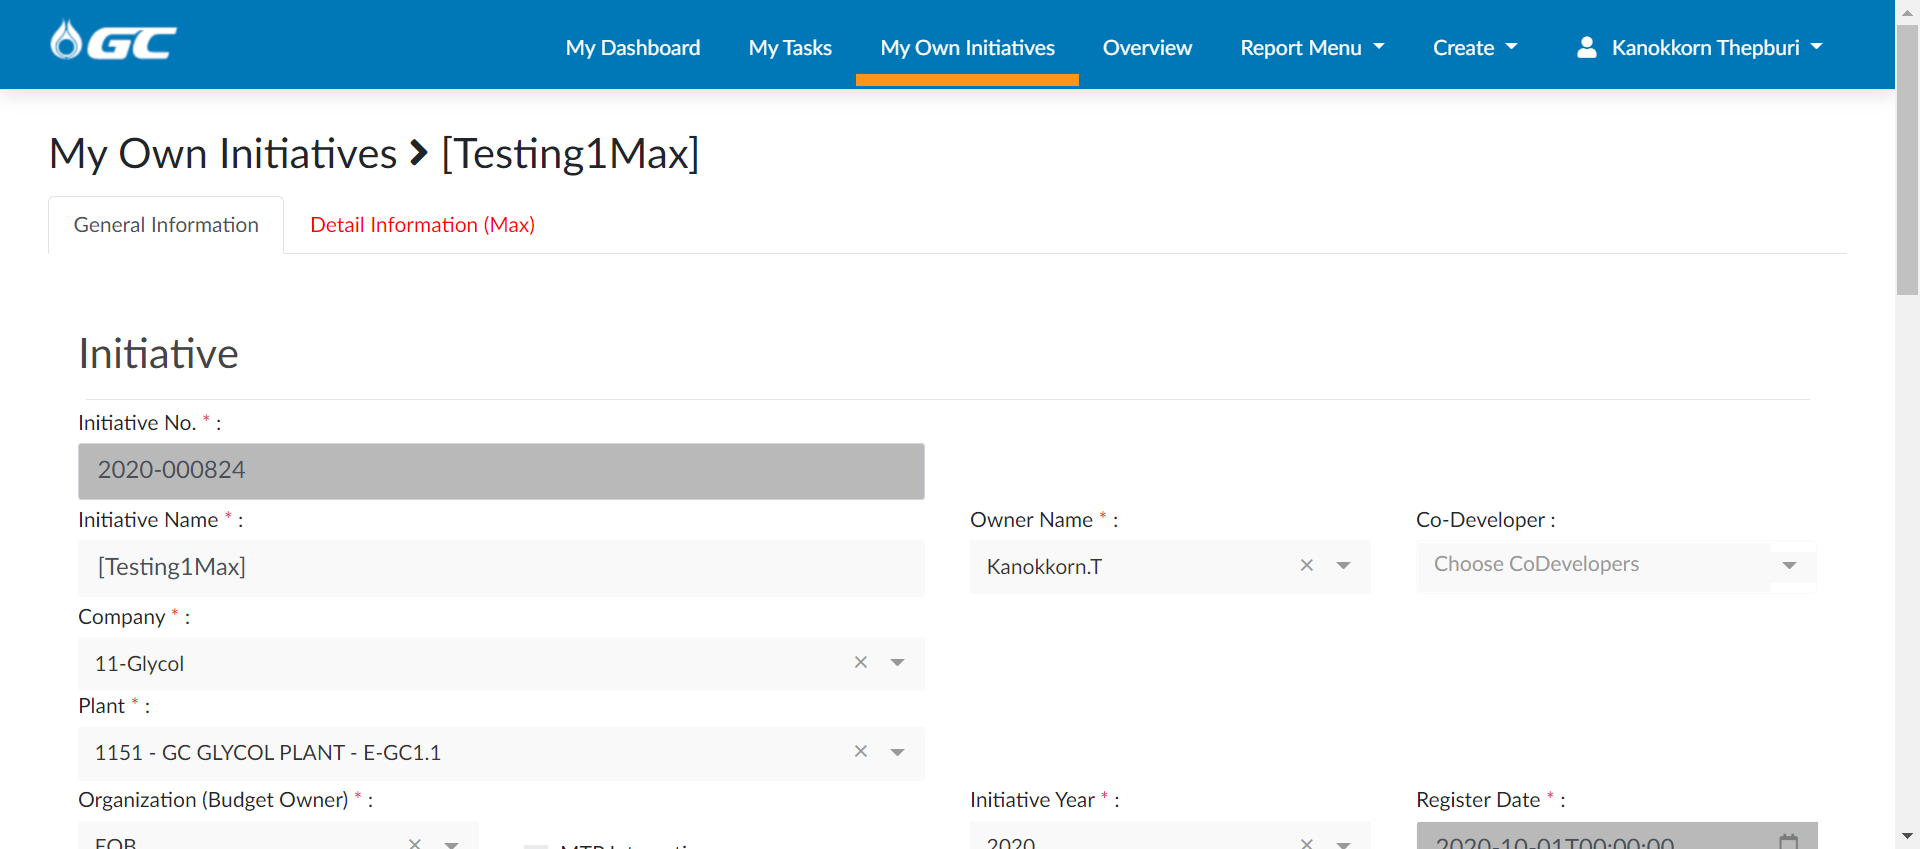 GC
My Dashboard My Tasks My Own Initiatives Overview Report Menu Create Kanokkorn Thepburi
My Own Initiatives > [Testing1Max]
General Information Detail Information (Max)
Initiative
Initiative No. * :
2020-000824
Initiative Name * : Owner Name * : Co-Developer :
[Testing1Max] Kanokkorn.T × Choose CoDevelopers
Company * :
11-Glycol ×
Plant * :
1151 - GC GLYCOL PLANT - E-GC1.1 ×
Organization (Budget Owner) * : Initiative Year * : Register Date * :
× 2020 × 2020-10-01T00:00:00